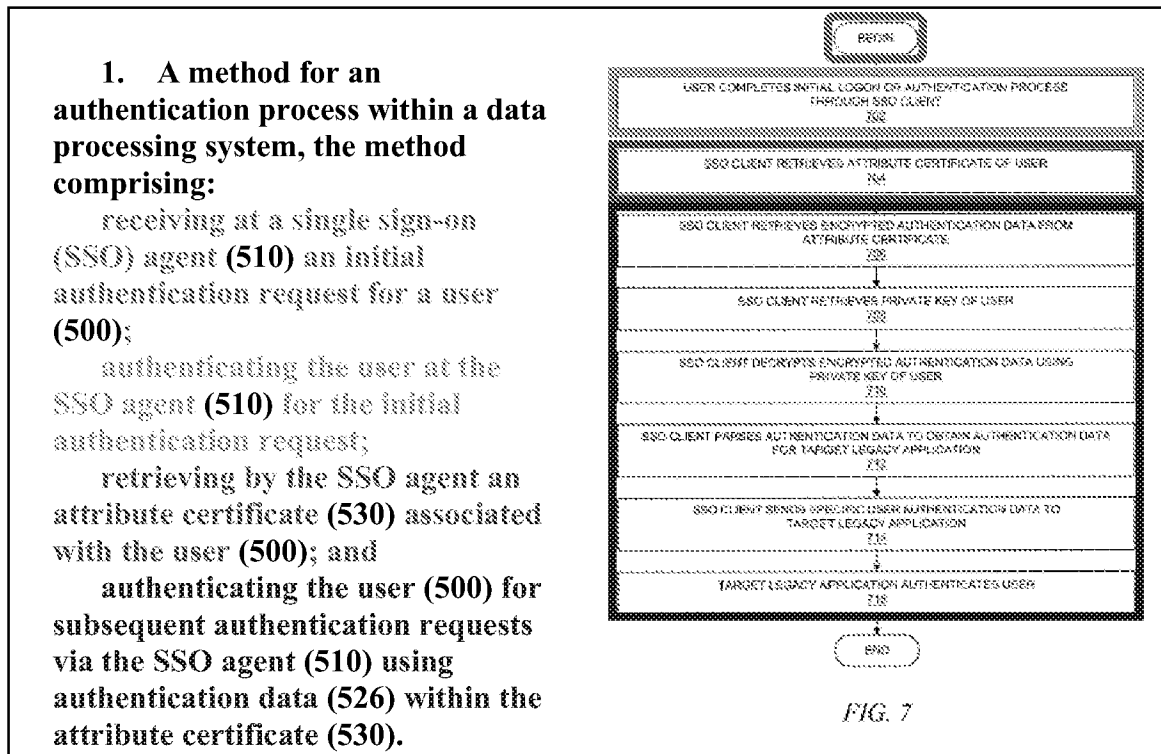 1. A method for an
authentication process within a data
processing system, the method
comprising:
receiving at a single sign-on
(SSO) agent (510) an initial
authentication request for a user
(500);
authenticating the user at the
SSO agent (510) for the initial
authentication request;
retrieving by the SSO agent an
attribute certificate (530) associated
with the user (500); and
authenticating the user (500) for
subsequent authentication requests
via the SSO agent (510) using
authentication data (526) within the
attribute certificate (530).
BEGIN
USER COMPLETES INITIAL LOGON OR AUTHENTICATION PROCESS
THROUGH SSO CLIENT
702
SSO CLIENT RETRIEVES ATTRIBUTE CERTIFICATE OF USER
704
SSO CLIENT RETRIEVES ENCRYPTED AUTHENTICATION DATA FROM
ATTRIBUTE CERTIFICATE
SSO CLIENT RETRIEVES PRIVATE KEY OF USER
SSO CLIENT DECRYPTS ENCRYPTED AUTHENTICATION DATA USING
PRIVATE KEY OF USER
SSO CLIENT PARSES AUTHENTICATION DATA TO OBTAIN AUTHENTICATION DATA
FOR TARGET LEGACY APPLICATION
SSO CLIENT SENDS SPECIFIC USER AUTHENTICATION DATA TO
TARGET LEGACY APPLICATION
TARGET LEGACY APPLICATION AUTHENTICATES USER
END
FIG. 7